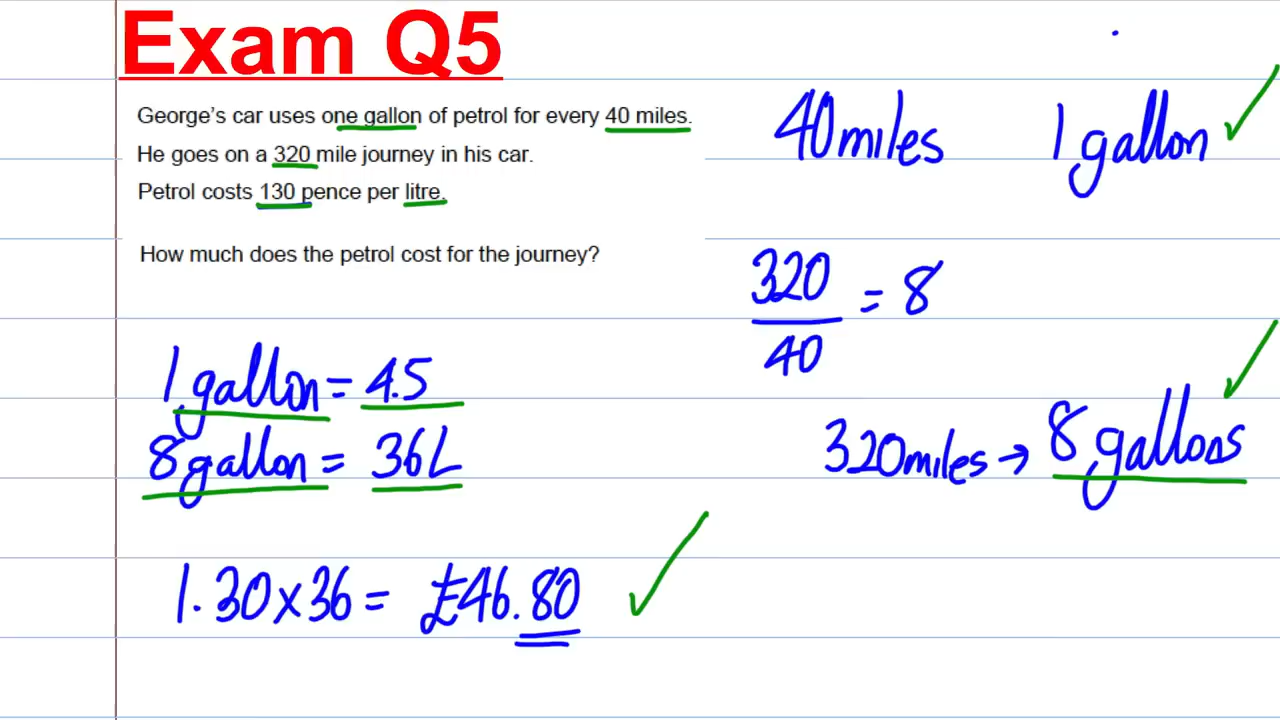 Exam Q5
George's car uses one gallon of petrol for every 40 miles.
He goes on a 320 mile journey in his car.
Petrol costs 130 pence per litre.
How much does the petrol cost for the journey?
40miles 1 gallon
320
40
= 8
320miles → 8 gallons
1 gallon = 4.5
8 gallon = 36L
1.30 × 36 = £46.80